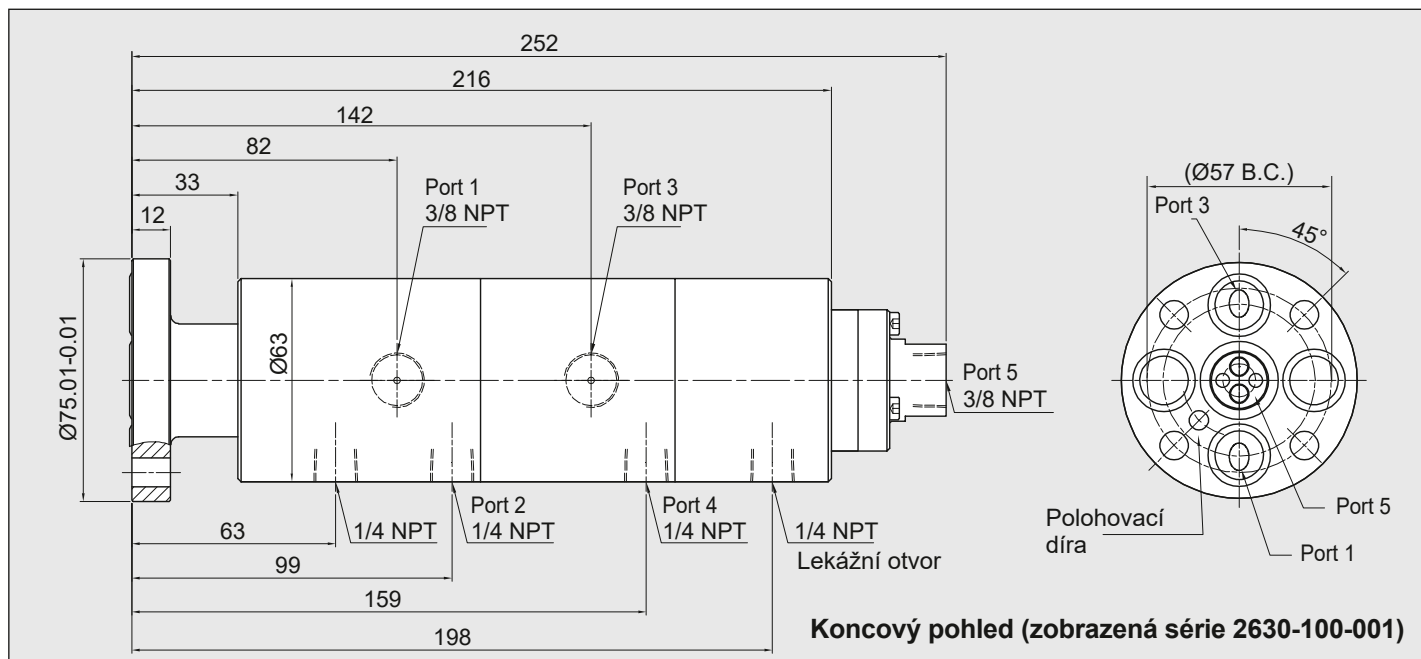 252
216
142
82
33
12
Port 1
3/8 NPT
Port 3
3/8 NPT
Ø75.01-0.01
Ø63
Port 5
3/8 NPT
Port 2
1/4 NPT
1/4 NPT
Port 4
1/4 NPT
1/4 NPT
Lekážní otvor
63
99
159
198
(Ø57 B.C.)
Port 3
45°
Polohovací
díra
Port 5
Port 1
Koncový pohled (zobrazená série 2630-100-001)